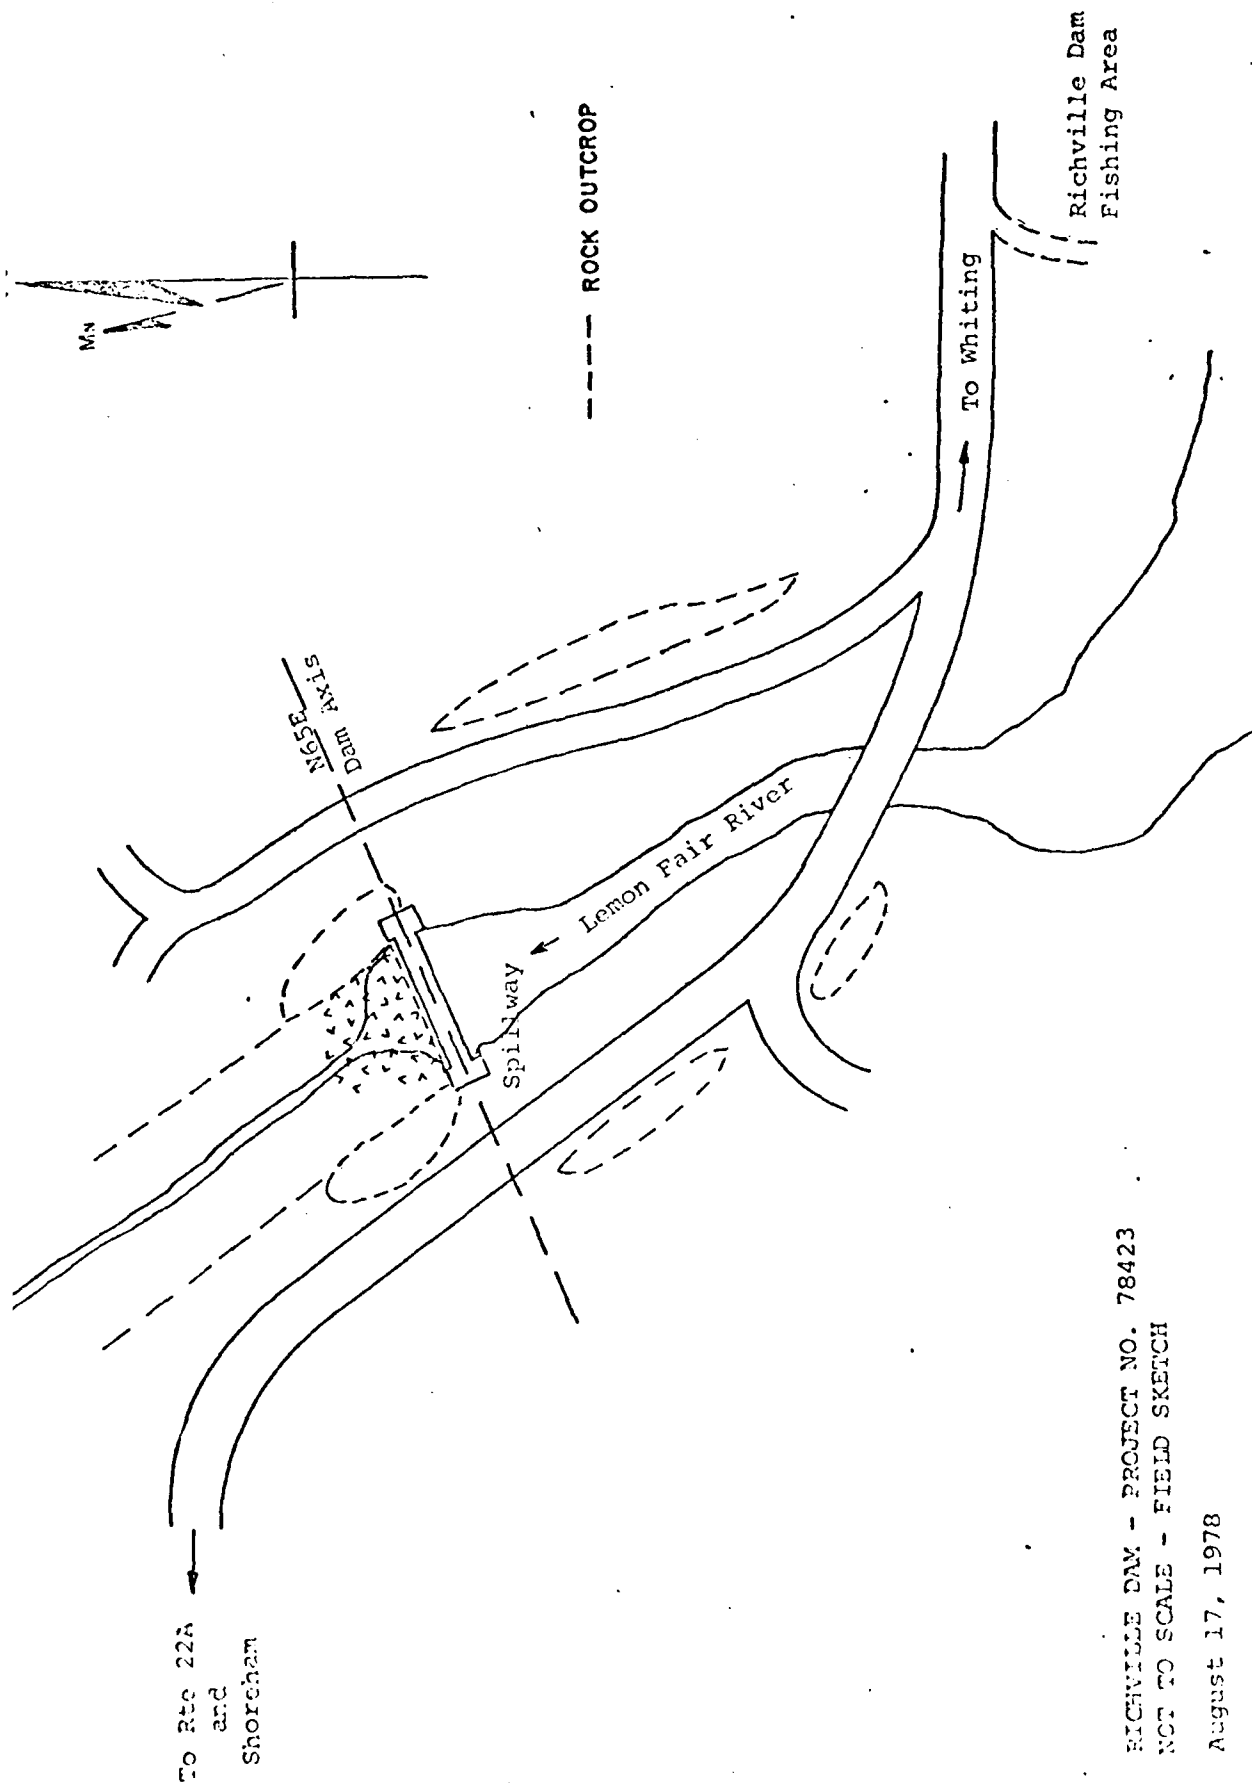 MN
ROCK OUTCROP
N65E
Dam Axis
Spillway
Lemon Fair River
To Whiting
Richville Dam
Fishing Area
To Rte 22A
and
Shoreham
RICHVILLE DAM - PROJECT NO. 78423
NOT TO SCALE - FIELD SKETCH
August 17, 1978